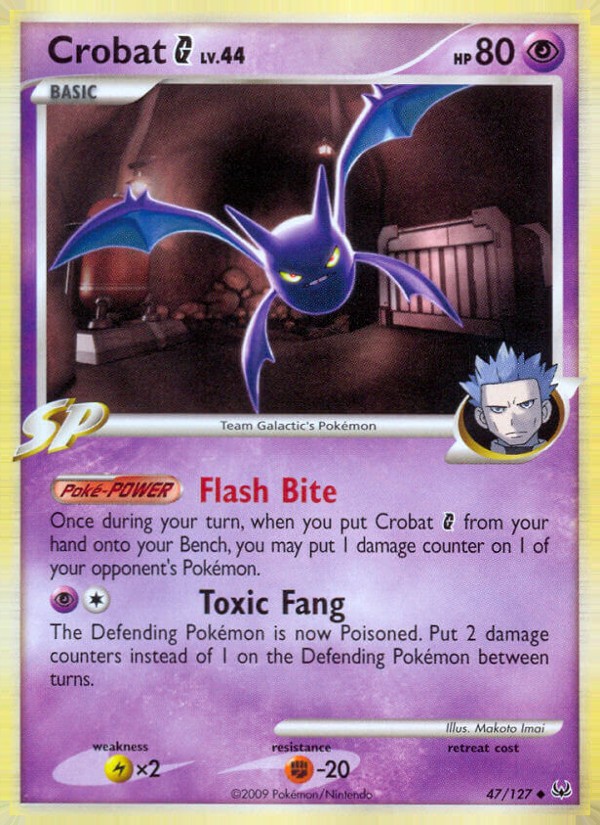 Crobat G LV.44 HP 80
BASIC
SP
Team Galactic's Pokémon
Poké-POWER Flash Bite
Once during your turn, when you put Crobat G from your
hand onto your Bench, you may put 1 damage counter on 1 of
your opponent's Pokémon.
Toxic Fang
The Defending Pokémon is now Poisoned. Put 2 damage
counters instead of 1 on the Defending Pokémon between
turns.
Illus. Makoto Imai
weakness resistance retreat cost
×2 -20
©2009 Pokémon/Nintendo 47/127